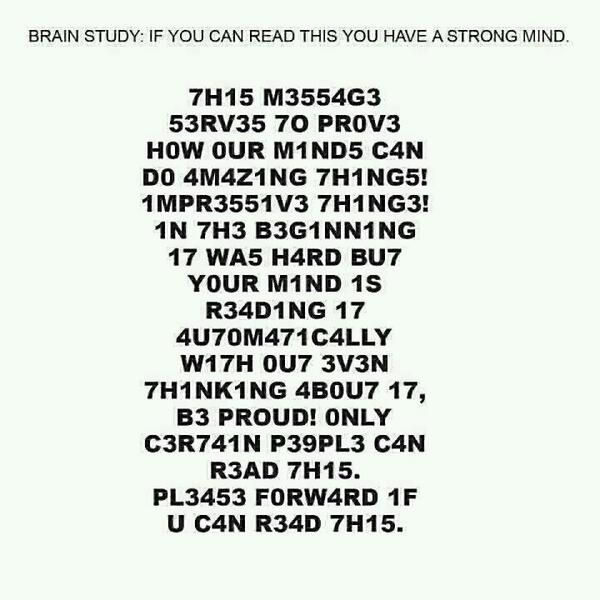 BRAIN STUDY: IF YOU CAN READ THIS YOU HAVE A STRONG MIND.
7H15 M3554G3
53RV35 7O PR0V3
H0W 0UR M1ND5 C4N
D0 4M4Z1NG 7H1NG5!
1MPR3551V3 7H1NG3!
1N 7H3 B3G1NN1NG
17 WA5 H4RD BU7
Y0UR M1ND 1S
R34D1NG 17
4U70M471C4LLY
W17H 0U7 3V3N
7H1NK1NG 4B0U7 17,
B3 PROUD! 0NLY
C3R741N P39PL3 C4N
R3AD 7H15.
PL3453 F0RW4RD 1F
U C4N R34D 7H15.